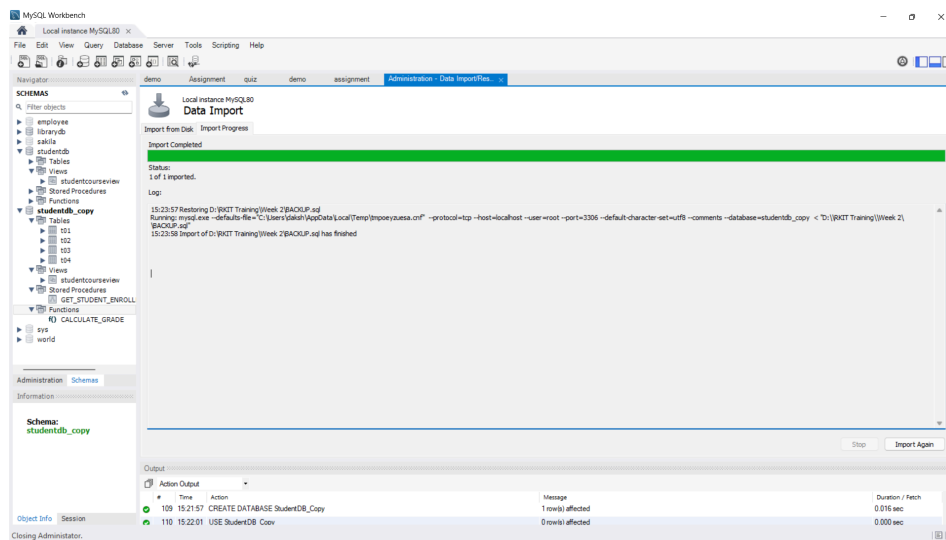 MySQL Workbench
Local instance MySQL80 ×
File Edit View Query Database Server Tools Scripting Help
Navigator
demo Assignment quiz demo assignment Administration - Data Import/Res... ×
SCHEMAS
Filter objects
employee
librarydb
sakila
studentdb
Tables
Views
studentcourseview
Stored Procedures
Functions
studentdb_copy
Tables
t01
t02
t03
t04
Views
studentcourseview
Stored Procedures
GET_STUDENT_ENROLL
Functions
f() CALCULATE_GRADE
sys
world
Administration Schemas
Information
Schema:
studentdb_copy
Object Info Session
Local instance MySQL80
Data Import
Import from Disk Import Progress
Import Completed
Status:
1 of 1 imported.
Log:
15:23:57 Restoring D:\RKIT Training\Week 2\BACKUP.sql
Running: mysql.exe --defaults-file="C:\Users\daksh\AppData\Local\Temp\tmpoeyzuesa.cnf" --protocol=tcp --host=localhost --user=root --port=3306 --default-character-set=utf8 --comments --database=studentdb_copy < "D:\\RKIT Training\\Week 2\
\BACKUP.sql"
15:23:58 Import of D:\RKIT Training\Week 2\BACKUP.sql has finished
Stop Import Again
Output
Action Output
# Time Action Message Duration / Fetch
109 15:21:57 CREATE DATABASE StudentDB_Copy 1 row(s) affected 0.016 sec
110 15:22:01 USE StudentDB_Copy 0 row(s) affected 0.000 sec
Closing Administator.